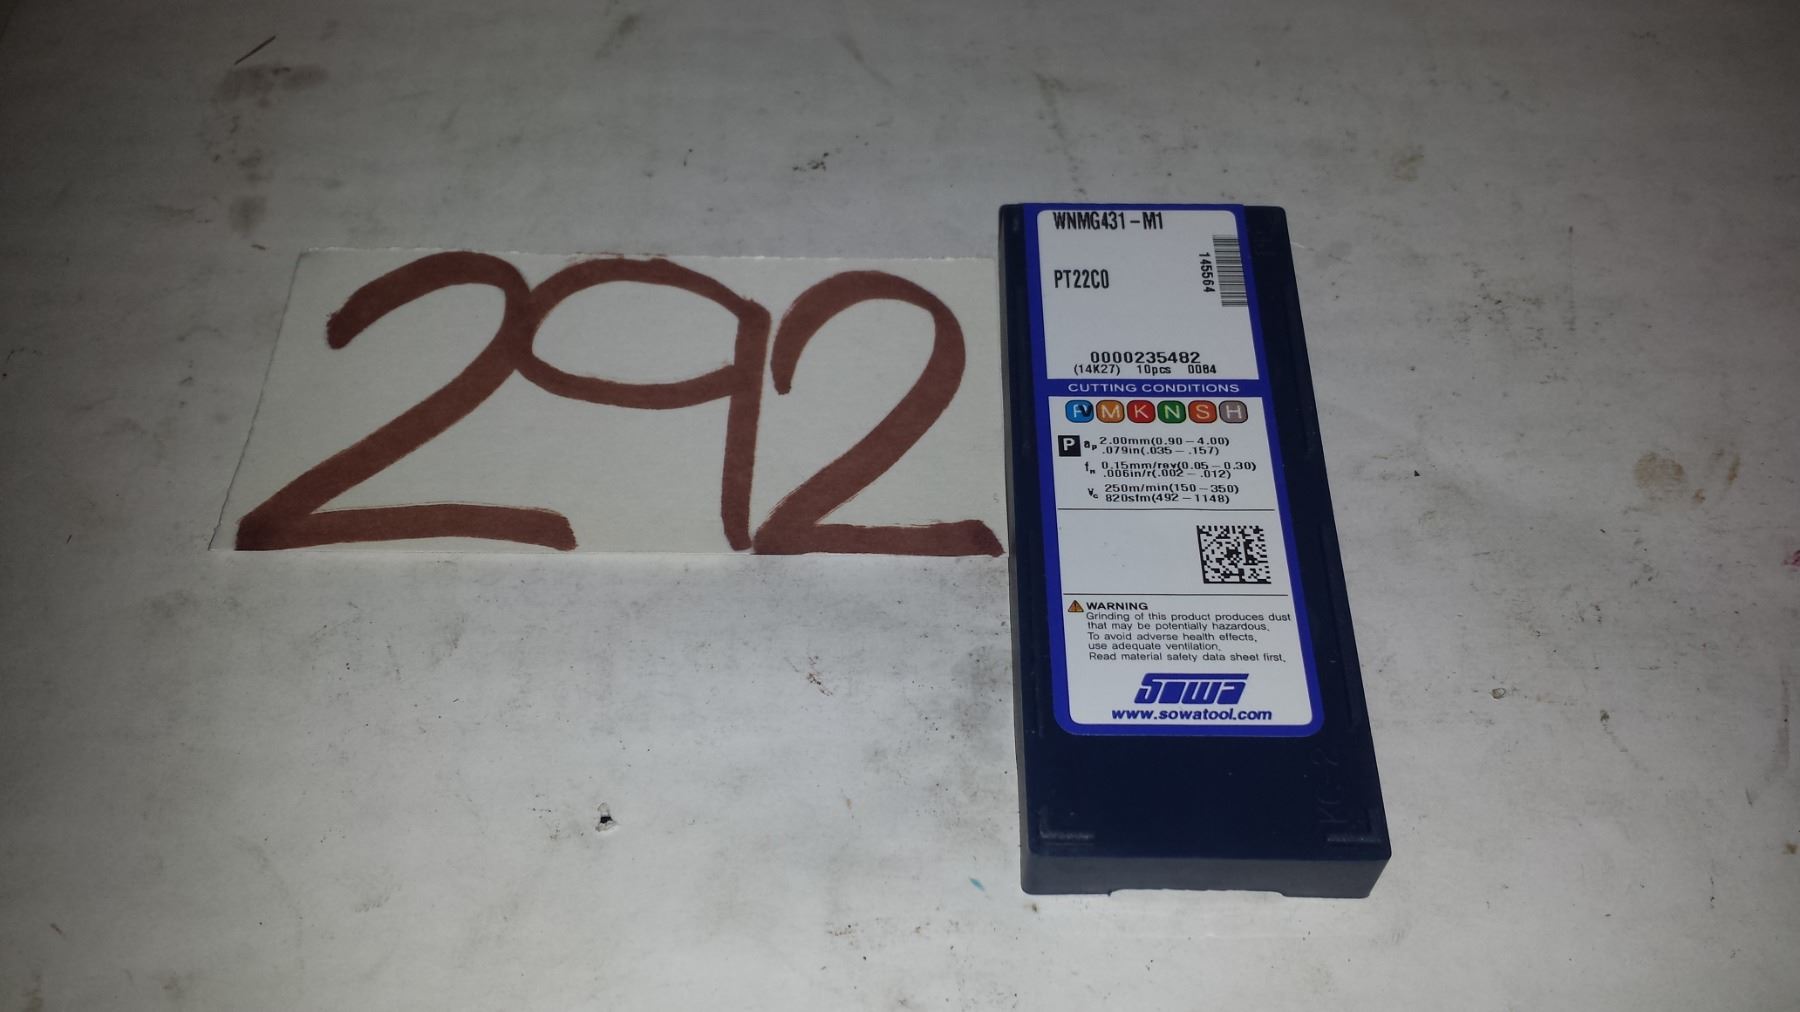 292
WNMG431-M1
145564
PT22C0
0000235482
(14K27) 10pcs 0084
CUTTING CONDITIONS
P M K N S H
P ap 2.00mm(0.90-4.00)
.079in(.035-.157)
fn 0.15mm/rev(0.05-0.30)
.006in/r(.002-.012)
Vc 250m/min(150-350)
820sfm(492-1148)
WARNING
Grinding of this product produces dust
that may be potentially hazardous.
To avoid adverse health effects,
use adequate ventilation.
Read material safety data sheet first.
SOWA
www.sowatool.com